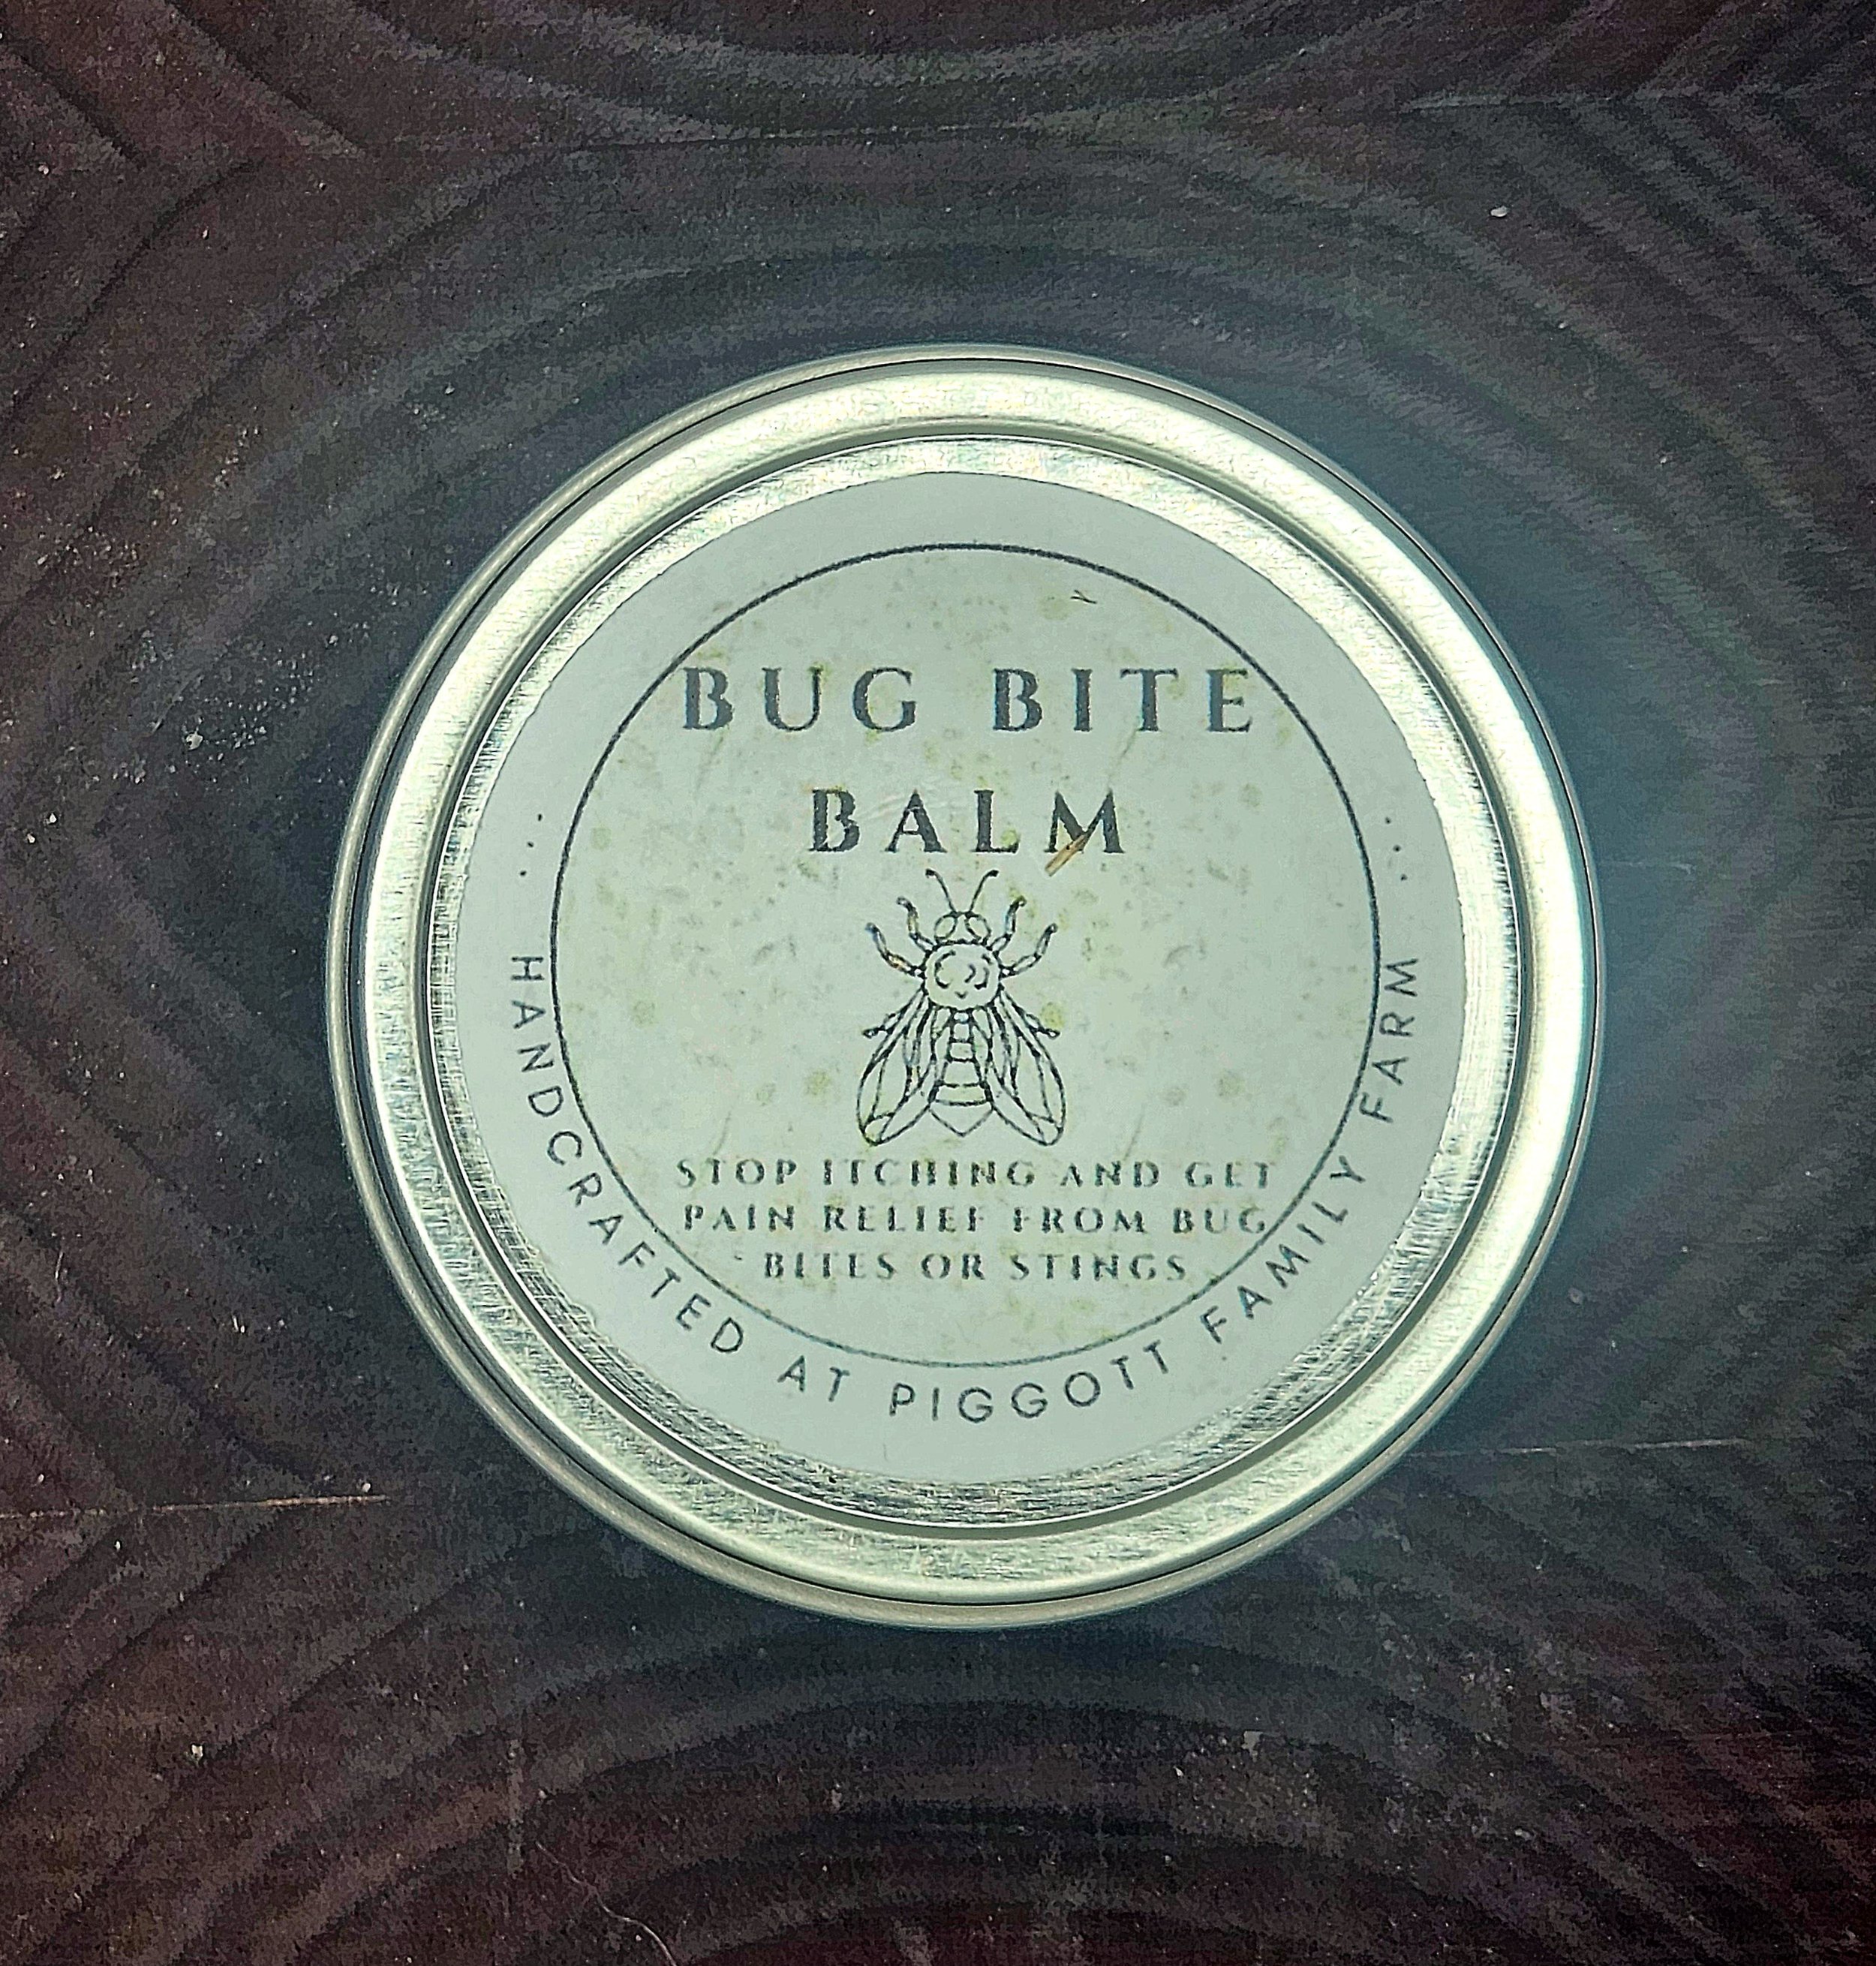 BUG BITE
BALM
STOP ITCHING AND GET
PAIN RELIEF FROM BUG
BITES OR STINGS
HANDCRAFTED AT PIGGOTT FAMILY FARM